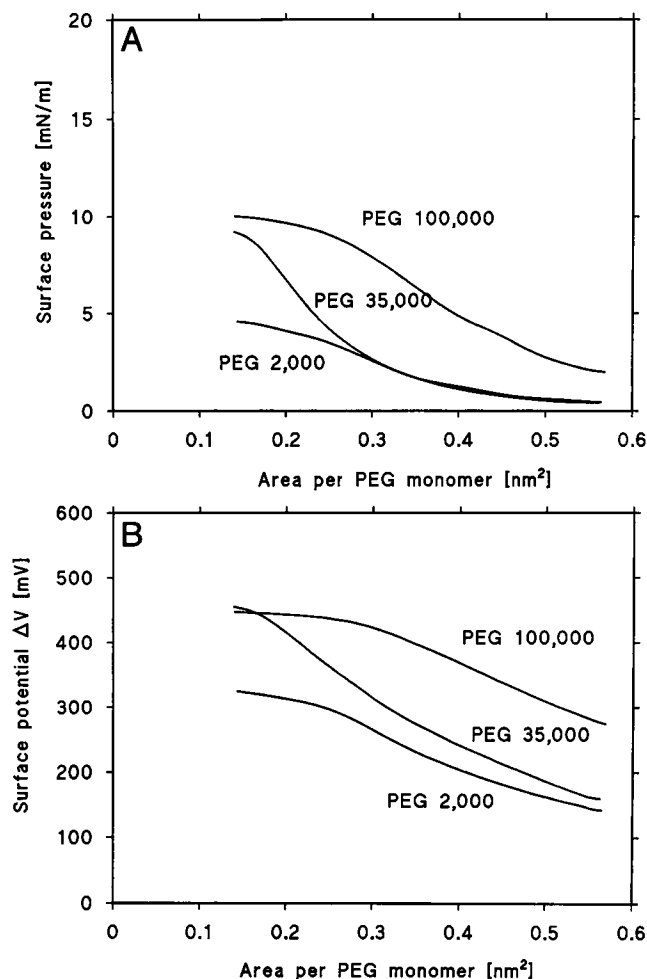 A
Surface pressure [mN/m]
20
15
10
5
0
PEG 100,000
PEG 35,000
PEG 2,000
0 0.1 0.2 0.3 0.4 0.5 0.6
Area per PEG monomer [nm²]
B
Surface potential ΔV [mV]
600
500
400
300
200
100
0
PEG 100,000
PEG 35,000
PEG 2,000
0 0.1 0.2 0.3 0.4 0.5 0.6
Area per PEG monomer [nm²]